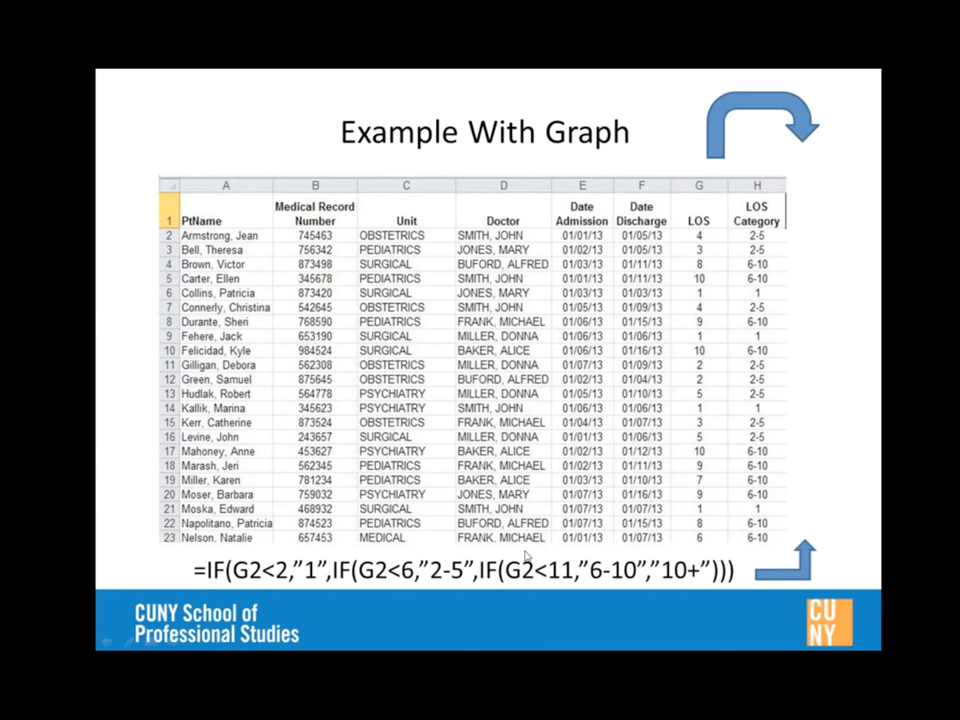 Example With Graph
A B C D E F G H
Medical Record Date Date LOS
1 PtName Number Unit Doctor Admission Discharge LOS Category
2 Armstrong, Jean 745463 OBSTETRICS SMITH, JOHN 01/01/13 01/05/13 4 2-5
3 Bell, Theresa 756342 PEDIATRICS JONES, MARY 01/02/13 01/05/13 3 2-5
4 Brown, Victor 873498 SURGICAL BUFORD, ALFRED 01/03/13 01/11/13 8 6-10
5 Carter, Ellen 345678 PEDIATRICS SMITH, JOHN 01/01/13 01/11/13 10 6-10
6 Collins, Patricia 873420 SURGICAL JONES, MARY 01/03/13 01/03/13 1 1
7 Connerly, Christina 542645 OBSTETRICS SMITH, JOHN 01/05/13 01/09/13 4 2-5
8 Durante, Sheri 768590 PEDIATRICS FRANK, MICHAEL 01/06/13 01/15/13 9 6-10
9 Fehere, Jack 653190 SURGICAL MILLER, DONNA 01/06/13 01/06/13 1 1
10 Felicidad, Kyle 984524 SURGICAL BAKER, ALICE 01/06/13 01/16/13 10 6-10
11 Gilligan, Debora 562308 OBSTETRICS MILLER, DONNA 01/07/13 01/09/13 2 2-5
12 Green, Samuel 875645 OBSTETRICS BUFORD, ALFRED 01/02/13 01/04/13 2 2-5
13 Hudlak, Robert 564778 PSYCHIATRY MILLER, DONNA 01/05/13 01/10/13 5 2-5
14 Kallik, Marina 345623 PSYCHIATRY SMITH, JOHN 01/06/13 01/06/13 1 1
15 Kerr, Catherine 873524 OBSTETRICS FRANK, MICHAEL 01/04/13 01/07/13 3 2-5
16 Levine, John 243657 SURGICAL MILLER, DONNA 01/01/13 01/06/13 5 2-5
17 Mahoney, Anne 453627 PSYCHIATRY BAKER, ALICE 01/02/13 01/12/13 10 6-10
18 Marash, Jeri 562345 PEDIATRICS FRANK, MICHAEL 01/02/13 01/11/13 9 6-10
19 Miller, Karen 781234 PEDIATRICS BAKER, ALICE 01/03/13 01/10/13 7 6-10
20 Moser, Barbara 759032 PSYCHIATRY JONES, MARY 01/07/13 01/16/13 9 6-10
21 Moska, Edward 468932 SURGICAL SMITH, JOHN 01/07/13 01/07/13 1 1
22 Napolitano, Patricia 874523 PEDIATRICS BUFORD, ALFRED 01/07/13 01/15/13 8 6-10
23 Nelson, Natalie 657453 MEDICAL FRANK, MICHAEL 01/01/13 01/07/13 6 6-10
=IF(G2<2,”1”,IF(G2<6,”2-5”,IF(G2<11,”6-10”,”10+”)))
CUNY School of
Professional Studies
CU
NY